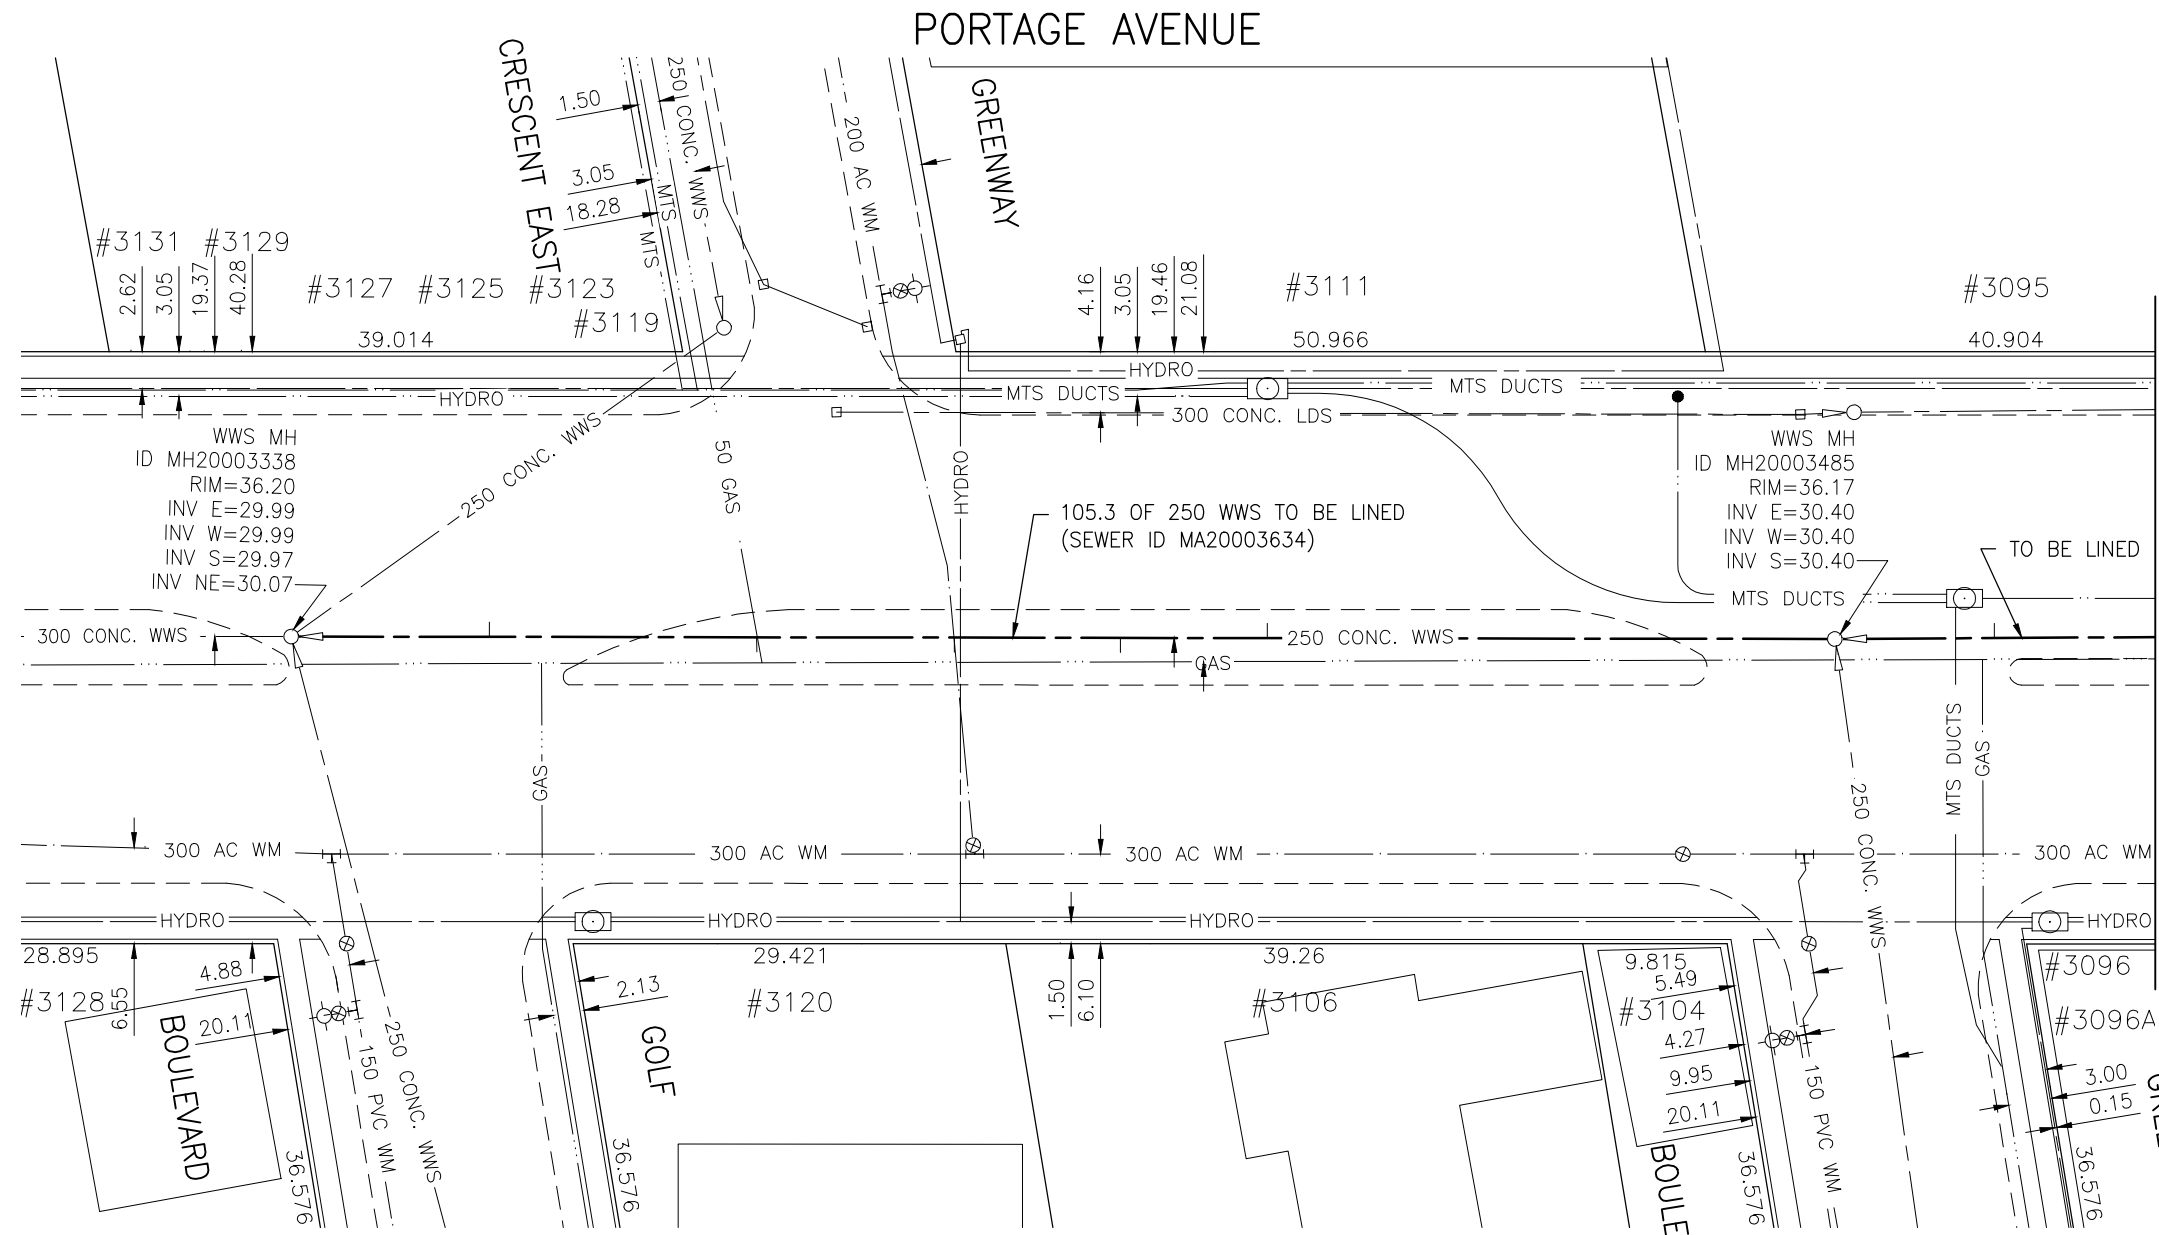 PORTAGE AVENUE
CRESCENT EAST
GREENWAY
1.50
3.05
18.28
250 CONC. WWS
MTS
MTS
200 AC WM
#3131
#3129
#3127
#3125
#3123
#3119
#3111
#3095
2.62
3.05
19.37
40.28
4.16
3.05
19.46
21.08
39.014
50.966
40.904
HYDRO
HYDRO
MTS DUCTS
MTS DUCTS
300 CONC. LDS
WWS MH
ID MH20003338
RIM=36.20
INV E=29.99
INV W=29.99
INV S=29.97
INV NE=30.07
250 CONC. WWS
50 GAS
HYDRO
105.3 OF 250 WWS TO BE LINED
(SEWER ID MA20003634)
WWS MH
ID MH20003485
RIM=36.17
INV E=30.40
INV W=30.40
INV S=30.40
TO BE LINED
MTS DUCTS
300 CONC. WWS
250 CONC. WWS
GAS
GAS
MTS DUCTS
GAS
250 CONC. WWS
300 AC WM
300 AC WM
300 AC WM
300 AC WM
HYDRO
HYDRO
HYDRO
HYDRO
28.895
29.421
39.26
9.815
#3128
#3120
#3106
#3104
#3096
#3096A
6.55
4.88
20.11
2.13
1.50
6.10
5.49
4.27
9.95
20.11
3.00
0.15
BOULEVARD
GOLF
BOULE
150 PVC WM
250 CONC. WWS
150 PVC WM
36.576
36.576
36.576
36.576